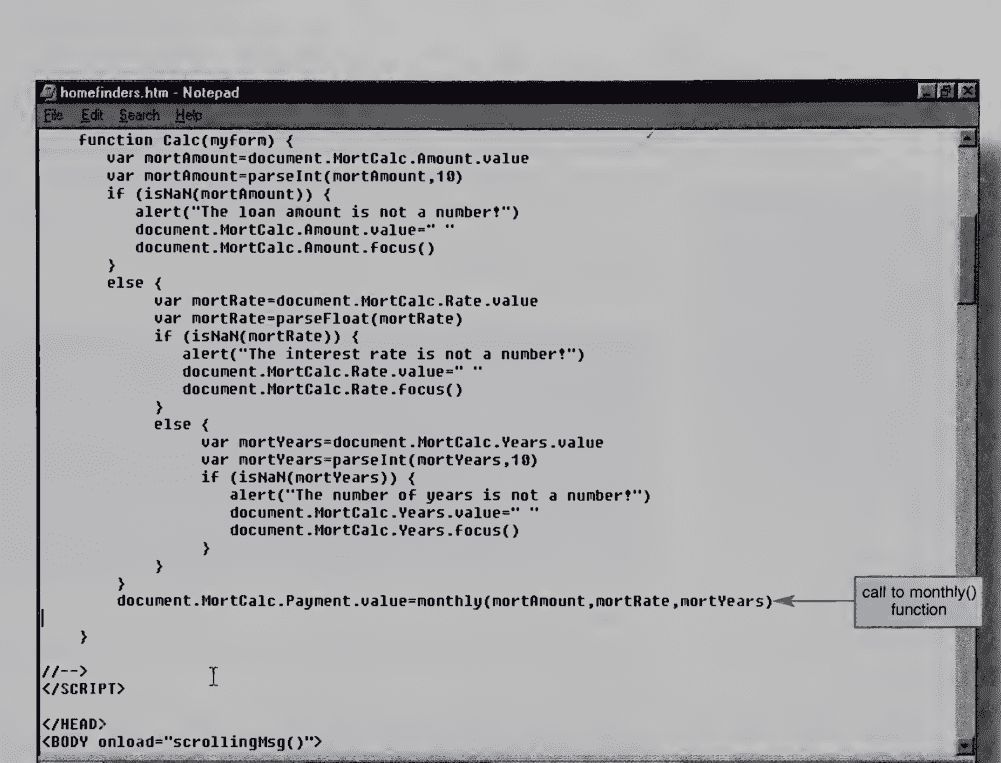 homefinders.htm - Notepad
File Edit Search Help
function Calc(myform) {
var mortAmount=document.MortCalc.Amount.value
var mortAmount=parseInt(mortAmount,10)
if (isNaN(mortAmount)) {
alert("The loan amount is not a number!")
document.MortCalc.Amount.value=" "
document.MortCalc.Amount.focus()
}
else {
var mortRate=document.MortCalc.Rate.value
var mortRate=parseFloat(mortRate)
if (isNaN(mortRate)) {
alert("The interest rate is not a number!")
document.MortCalc.Rate.value=" "
document.MortCalc.Rate.focus()
}
else {
var mortYears=document.MortCalc.Years.value
var mortYears=parseInt(mortYears,10)
if (isNaN(mortYears)) {
alert("The number of years is not a number!")
document.MortCalc.Years.value=" "
document.MortCalc.Years.focus()
}
}
}
document.MortCalc.Payment.value=monthly(mortAmount,mortRate,mortYears)
call to monthly()
function
}
//-->
</SCRIPT>
</HEAD>
<BODY onload="scrollingMsg()">